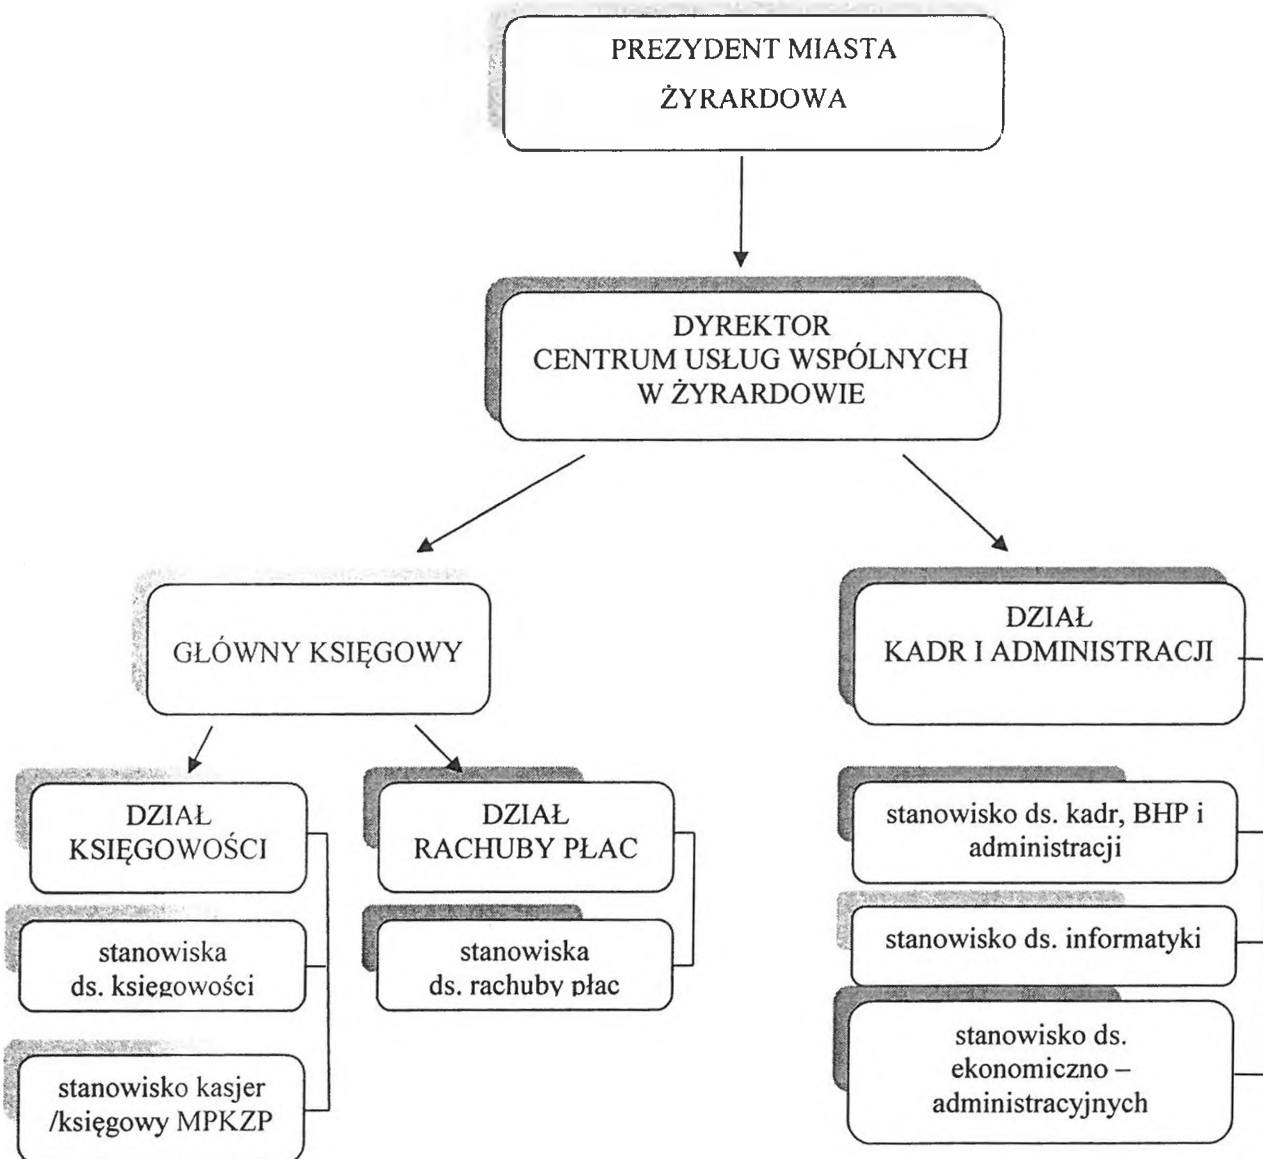 PREZYDENT MIASTA
ŻYRARDOWA
DYREKTOR
CENTRUM USŁUG WSPÓLNYCH
W ŻYRARDOWIE
GŁÓWNY KSIĘGOWY
DZIAŁ
KADR I ADMINISTRACJI
DZIAŁ
KSIĘGOWOŚCI
DZIAŁ
RACHUBY PŁAC
stanowisko ds. kadr, BHP i
administracji
stanowiska
ds. księgowości
stanowiska
ds. rachuby płac
stanowisko ds. informatyki
stanowisko kasjer
/księgowy MPKZP
stanowisko ds.
ekonomiczno –
administracyjnych